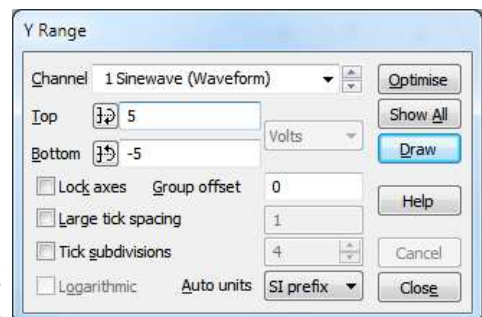 Y Range
Channel 1 Sinewave (Waveform) Optimise
Top 5 Show All
Volts
Bottom -5 Draw
Lock axes Group offset 0
Help
Large tick spacing 1
Tick subdivisions 4 Cancel
Logarithmic Auto units SI prefix Close